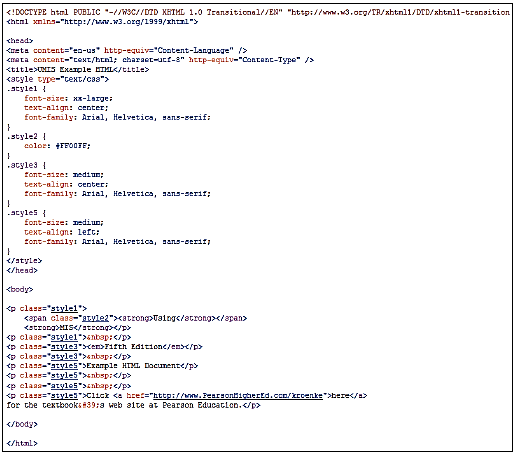 <!DOCTYPE html PUBLIC "-//W3C//DTD XHTML 1.0 Transitional//EN" "http://www.w3.org/TR/xhtml1/DTD/xhtml1-transition
<html xmlns="http://www.w3.org/1999/xhtml">
<head>
<meta content="en-us" http-equiv="Content-Language" />
<meta content="text/html; charset=utf-8" http-equiv="Content-Type" />
<title>UMIS Example HTML</title>
<style type="text/css">
.style1 {
    font-size: xx-large;
    text-align: center;
    font-family: Arial, Helvetica, sans-serif;
}
.style2 {
    color: #FF00FF;
}
.style3 {
    font-size: medium;
    text-align: center;
    font-family: Arial, Helvetica, sans-serif;
}
.style5 {
    font-size: medium;
    text-align: left;
    font-family: Arial, Helvetica, sans-serif;
}
</style>
</head>
<body>
<p class="style1">
    <span class="style2"><strong>Using</strong></span>
    <strong>MIS</strong></p>
<p class="style1">&nbsp;</p>
<p class="style3"><em>Fifth Edition</em></p>
<p class="style3">&nbsp;</p>
<p class="style5">Example HTML Document</p>
<p class="style5">&nbsp;</p>
<p class="style5">&nbsp;</p>
<p class="style5">Click <a href="http://www.PearsonHigherEd.com/kroenke">here</a>
for the textbook&#39;s web site at Pearson Education.</p>
</body>
</html>